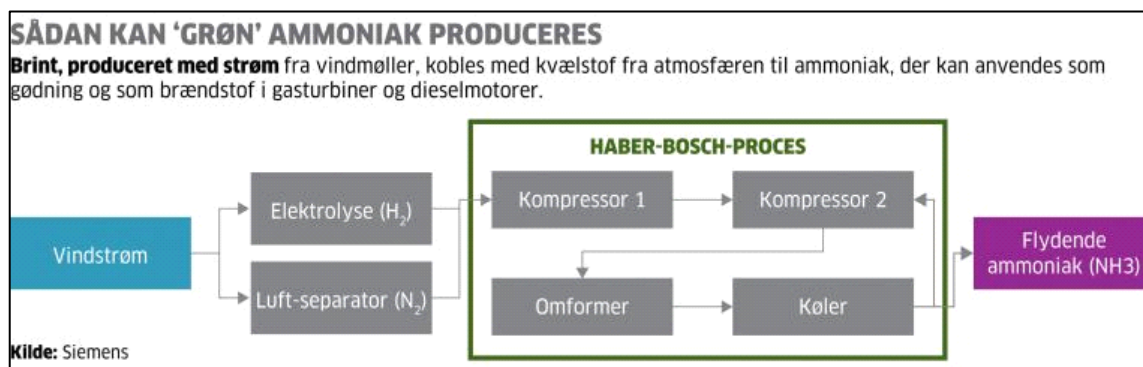 SÅDAN KAN ‘GRØN’ AMMONIAK PRODUCERES
Brint, produceret med strøm fra vindmøller, kobles med kvælstof fra atmosfæren til ammoniak, der kan anvendes som
gødning og som brændstof i gasturbiner og dieselmotorer.
HABER-BOSCH-PROCES
Elektrolyse (H₂)
Kompressor 1
Kompressor 2
Vindstrøm
Flydende
ammoniak (NH3)
Luft-separator (N₂)
Omformer
Køler
Kilde: Siemens